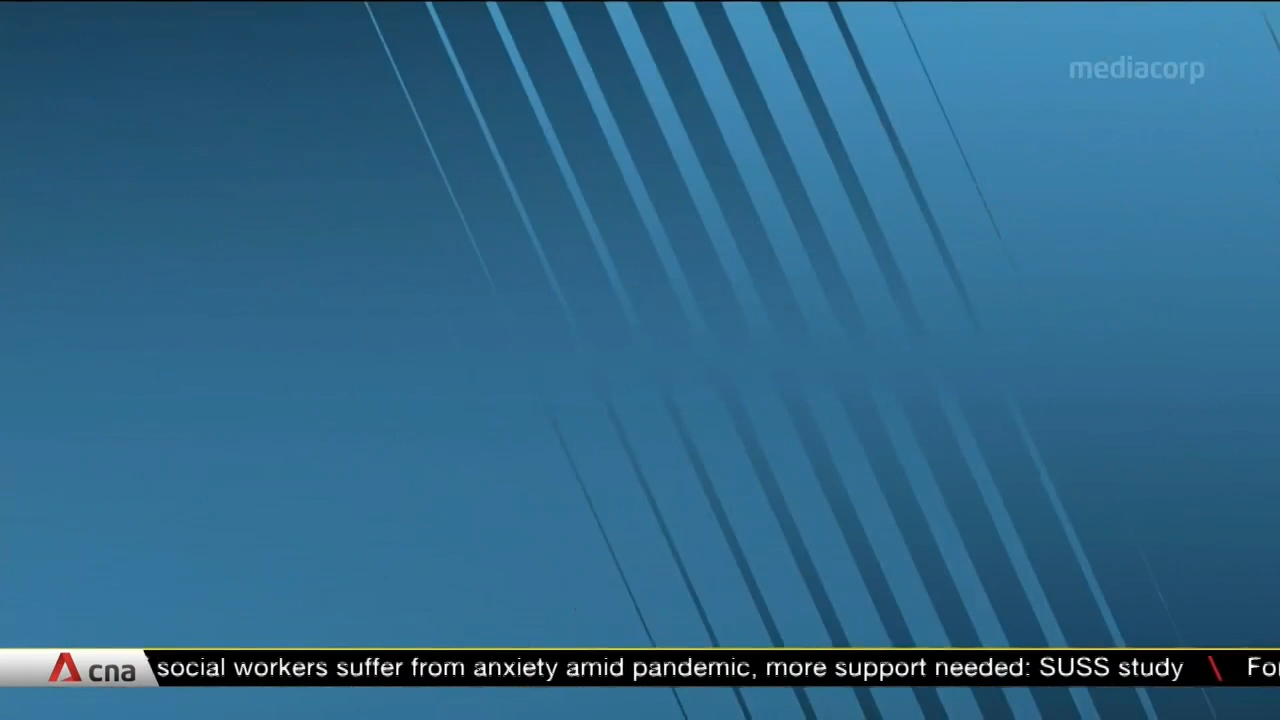 mediacorp
cna
social workers suffer from anxiety amid pandemic, more support needed: SUSS study \